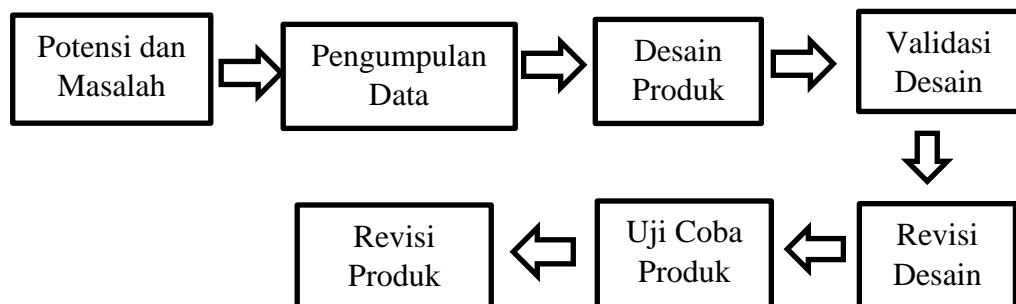 Potensi dan
Masalah
Pengumpulan
Data
Desain
Produk
Validasi
Desain
Revisi
Desain
Uji Coba
Produk
Revisi
Produk